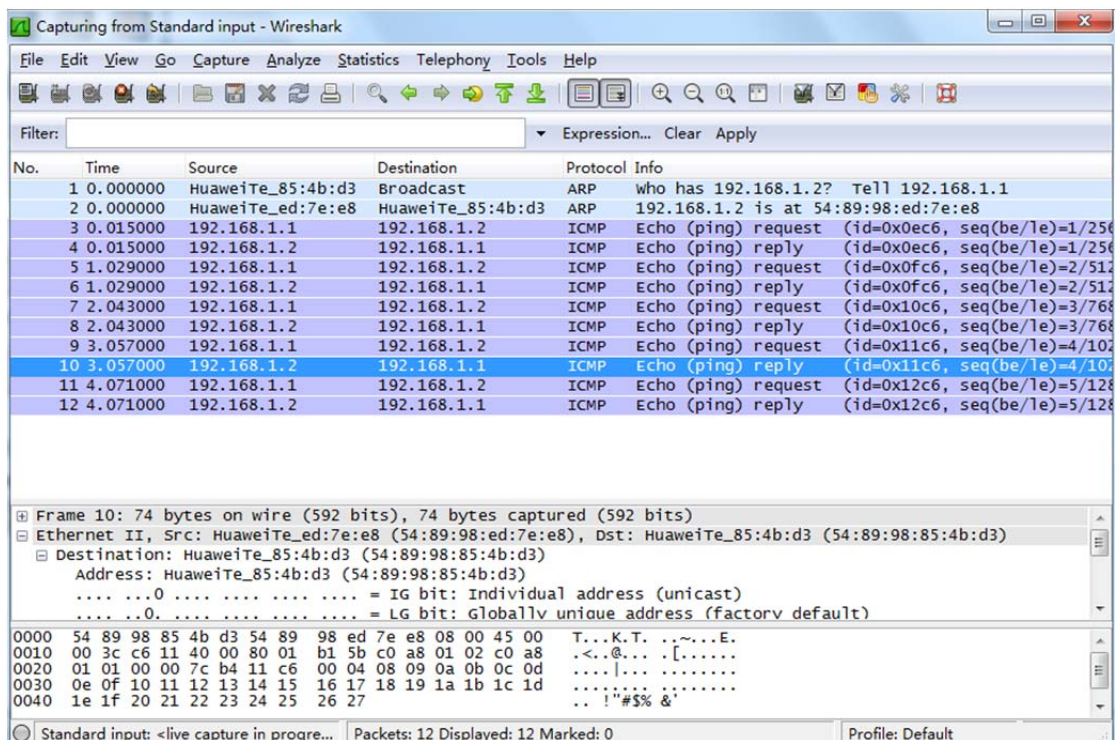 Capturing from Standard input - Wireshark
File Edit View Go Capture Analyze Statistics Telephony Tools Help
Filter: Expression... Clear Apply
No. Time Source Destination Protocol Info
1 0.000000 HuaweiTe_85:4b:d3 Broadcast ARP who has 192.168.1.2? Tell 192.168.1.1
2 0.000000 HuaweiTe_ed:7e:e8 HuaweiTe_85:4b:d3 ARP 192.168.1.2 is at 54:89:98:ed:7e:e8
3 0.015000 192.168.1.1 192.168.1.2 ICMP Echo (ping) request (id=0x0ec6, seq(be/le)=1/256
4 0.015000 192.168.1.2 192.168.1.1 ICMP Echo (ping) reply (id=0x0ec6, seq(be/le)=1/256
5 1.029000 192.168.1.1 192.168.1.2 ICMP Echo (ping) request (id=0x0fc6, seq(be/le)=2/512
6 1.029000 192.168.1.2 192.168.1.1 ICMP Echo (ping) reply (id=0x0fc6, seq(be/le)=2/512
7 2.043000 192.168.1.1 192.168.1.2 ICMP Echo (ping) request (id=0x10c6, seq(be/le)=3/768
8 2.043000 192.168.1.2 192.168.1.1 ICMP Echo (ping) reply (id=0x10c6, seq(be/le)=3/768
9 3.057000 192.168.1.1 192.168.1.2 ICMP Echo (ping) request (id=0x11c6, seq(be/le)=4/102
10 3.057000 192.168.1.2 192.168.1.1 ICMP Echo (ping) reply (id=0x11c6, seq(be/le)=4/102
11 4.071000 192.168.1.1 192.168.1.2 ICMP Echo (ping) request (id=0x12c6, seq(be/le)=5/128
12 4.071000 192.168.1.2 192.168.1.1 ICMP Echo (ping) reply (id=0x12c6, seq(be/le)=5/128
Frame 10: 74 bytes on wire (592 bits), 74 bytes captured (592 bits)
Ethernet II, Src: HuaweiTe_ed:7e:e8 (54:89:98:ed:7e:e8), Dst: HuaweiTe_85:4b:d3 (54:89:98:85:4b:d3)
Destination: HuaweiTe_85:4b:d3 (54:89:98:85:4b:d3)
Address: HuaweiTe_85:4b:d3 (54:89:98:85:4b:d3)
.... ...0 .... .... .... .... = IG bit: Individual address (unicast)
.... ..0. .... .... .... .... = LG bit: Globally unique address (factory default)
0000 54 89 98 85 4b d3 54 89 98 ed 7e e8 08 00 45 00 T...K.T. ..~...E.
0010 00 3c c6 11 40 00 80 01 b1 5b c0 a8 01 02 c0 a8 .<..@... .[......
0020 01 01 00 00 7c b4 11 c6 00 04 08 09 0a 0b 0c 0d ....|... ........
0030 0e 0f 10 11 12 13 14 15 16 17 18 19 1a 1b 1c 1d ........ ........
0040 1e 1f 20 21 22 23 24 25 26 27 .. !"#$% &'
Standard input: <live capture in progre... Packets: 12 Displayed: 12 Marked: 0 Profile: Default